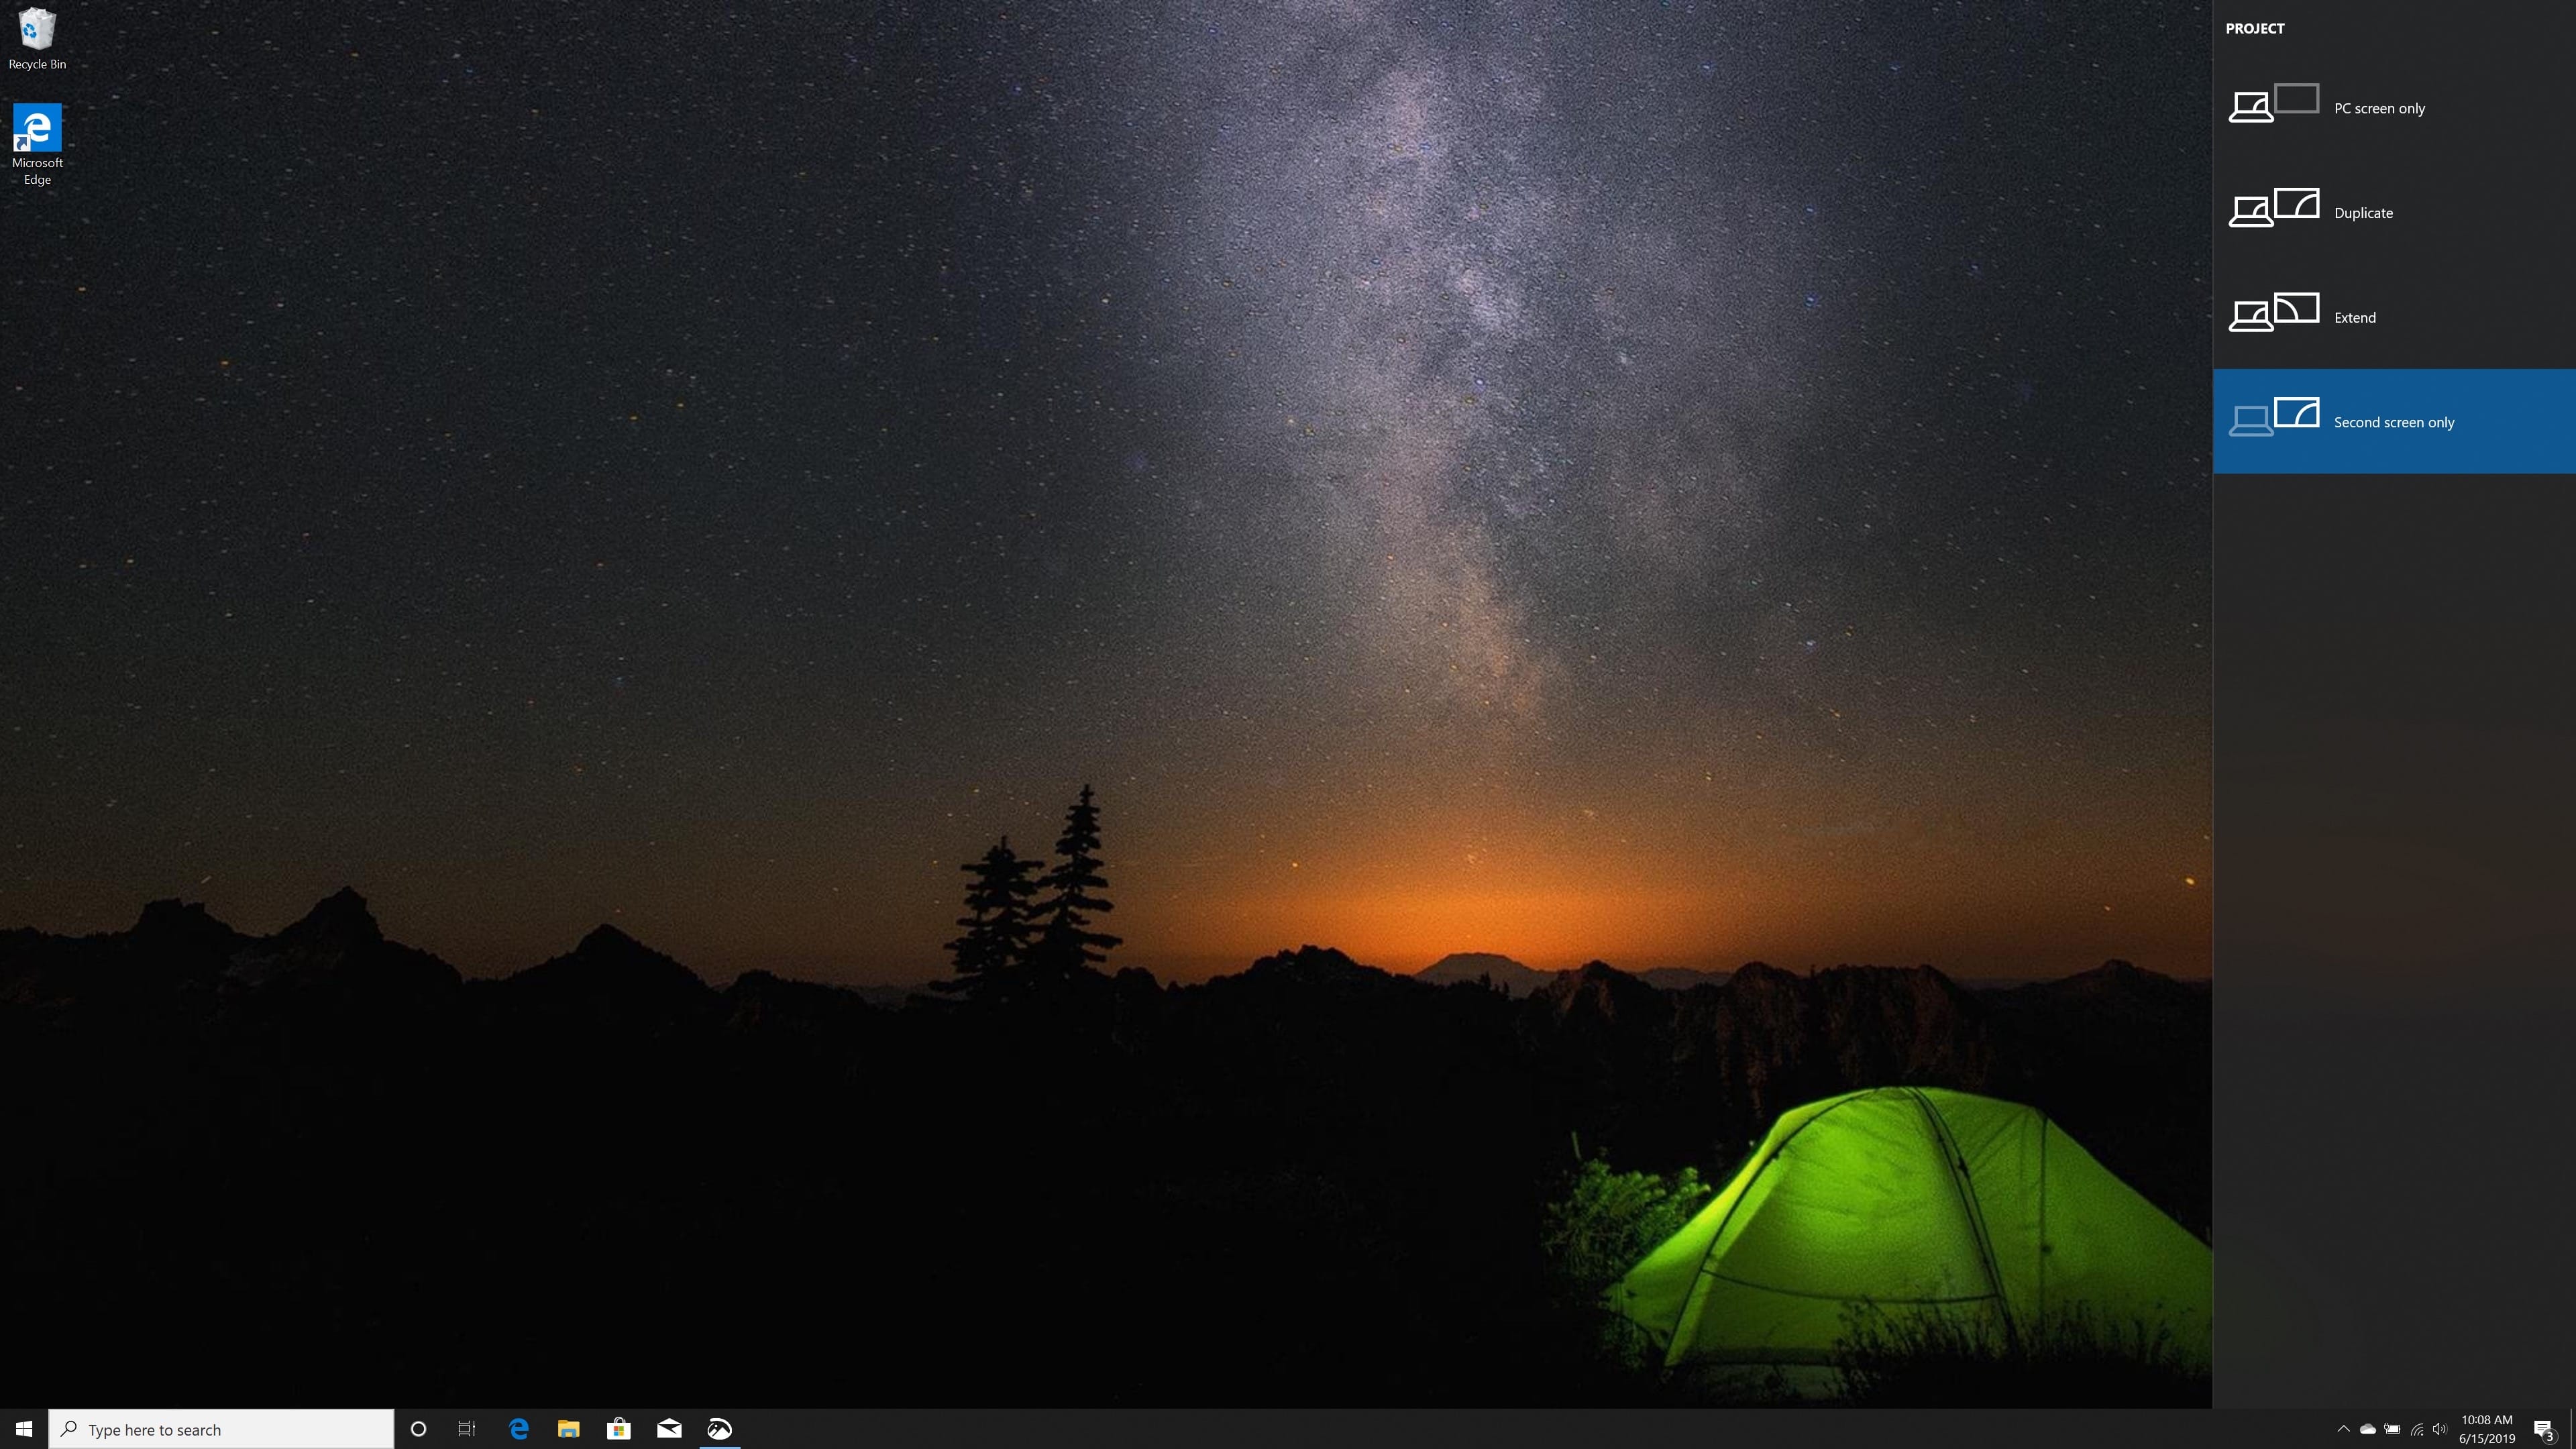 Recycle Bin
Microsoft
Edge
PROJECT
PC screen only
Duplicate
Extend
Second screen only
Type here to search
10:08 AM
6/15/2019
3